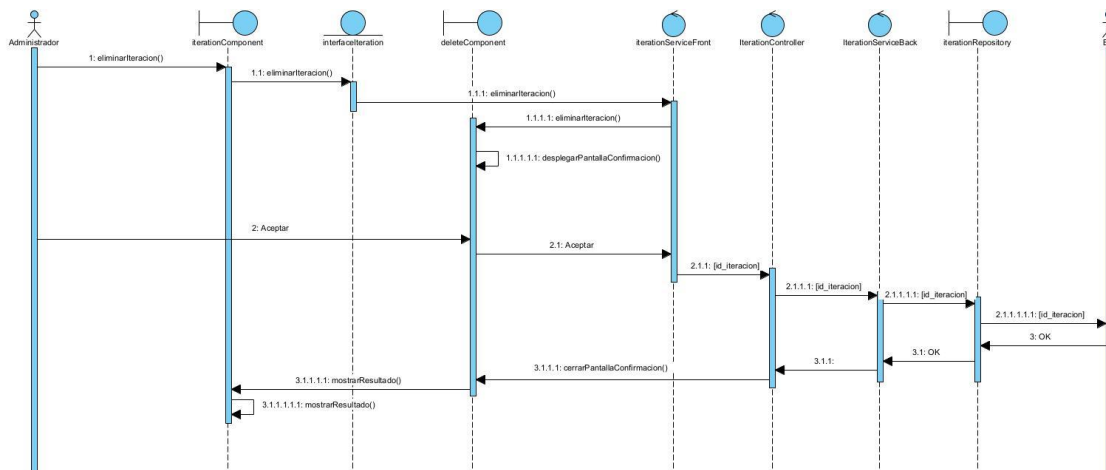 Administrador
iterationComponent
interfaceIteration
deleteComponent
iterationServiceFront
IterationController
IterationServiceBack
iterationRepository
1: eliminarIteracion()
1.1: eliminarIteracion()
1.1.1: eliminarIteracion()
1.1.1.1: eliminarIteracion()
1.1.1.1.1: desplegarPantallaConfirmacion()
2: Aceptar
2.1: Aceptar
2.1.1: [id_iteracion]
2.1.1.1: [id_iteracion]
2.1.1.1.1: [id_iteracion]
2.1.1.1.1.1: [id_iteracion]
3: OK
3.1: OK
3.1.1:
3.1.1.1: cerrarPantallaConfirmacion()
3.1.1.1.1: mostrarResultado()
3.1.1.1.1.1: mostrarResultado()